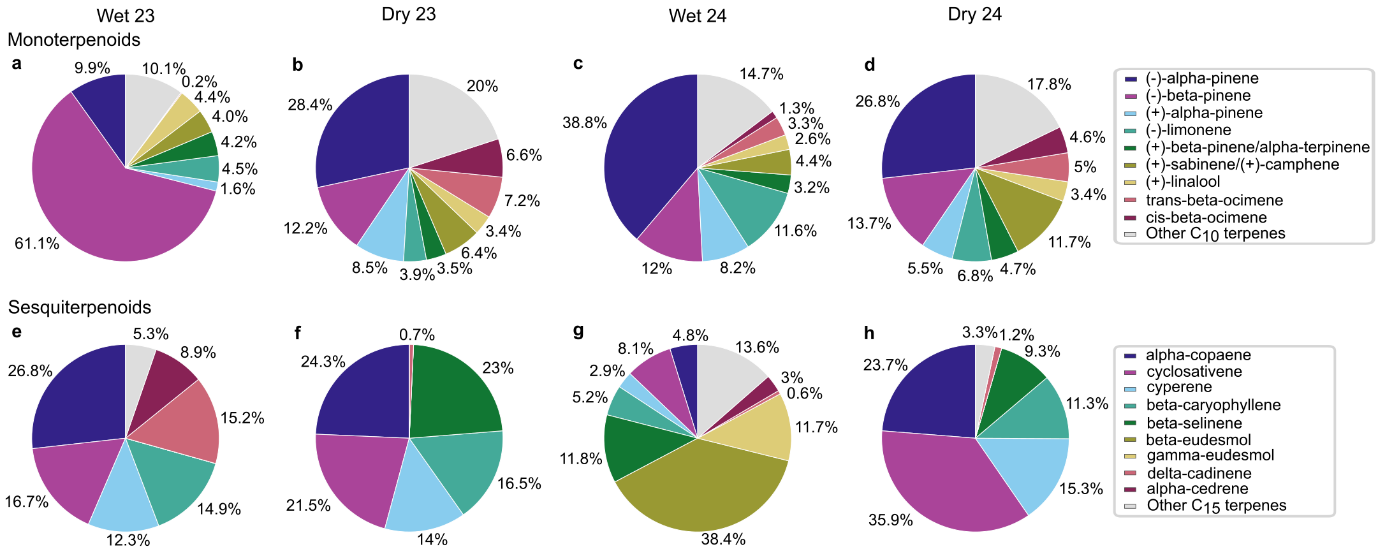 Wet 23
Dry 23
Wet 24
Dry 24
Monoterpenoids
a
9.9%
10.1%
0.2%
4.4%
4.0%
4.2%
4.5%
1.6%
61.1%
b
28.4%
20%
6.6%
7.2%
3.4%
6.4%
3.5%
3.9%
8.5%
12.2%
c
38.8%
14.7%
1.3%
3.3%
2.6%
4.4%
3.2%
11.6%
8.2%
12%
d
26.8%
17.8%
4.6%
5%
3.4%
11.7%
4.7%
6.8%
5.5%
13.7%
(-)-alpha-pinene
(-)-beta-pinene
(+)-alpha-pinene
(-)-limonene
(+)-beta-pinene/alpha-terpinene
(+)-sabinene/(+)-camphene
(+)-linalool
trans-beta-ocimene
cis-beta-ocimene
Other C10 terpenes
Sesquiterpenoids
e
26.8%
5.3%
8.9%
15.2%
14.9%
12.3%
16.7%
f
24.3%
0.7%
23%
16.5%
14%
21.5%
g
4.8%
8.1%
2.9%
5.2%
11.8%
38.4%
11.7%
0.6%
3%
13.6%
h
23.7%
3.3%
1.2%
9.3%
11.3%
15.3%
35.9%
alpha-copaene
cyclosativene
cyperene
beta-caryophyllene
beta-selinene
beta-eudesmol
gamma-eudesmol
delta-cadinene
alpha-cedrene
Other C15 terpenes